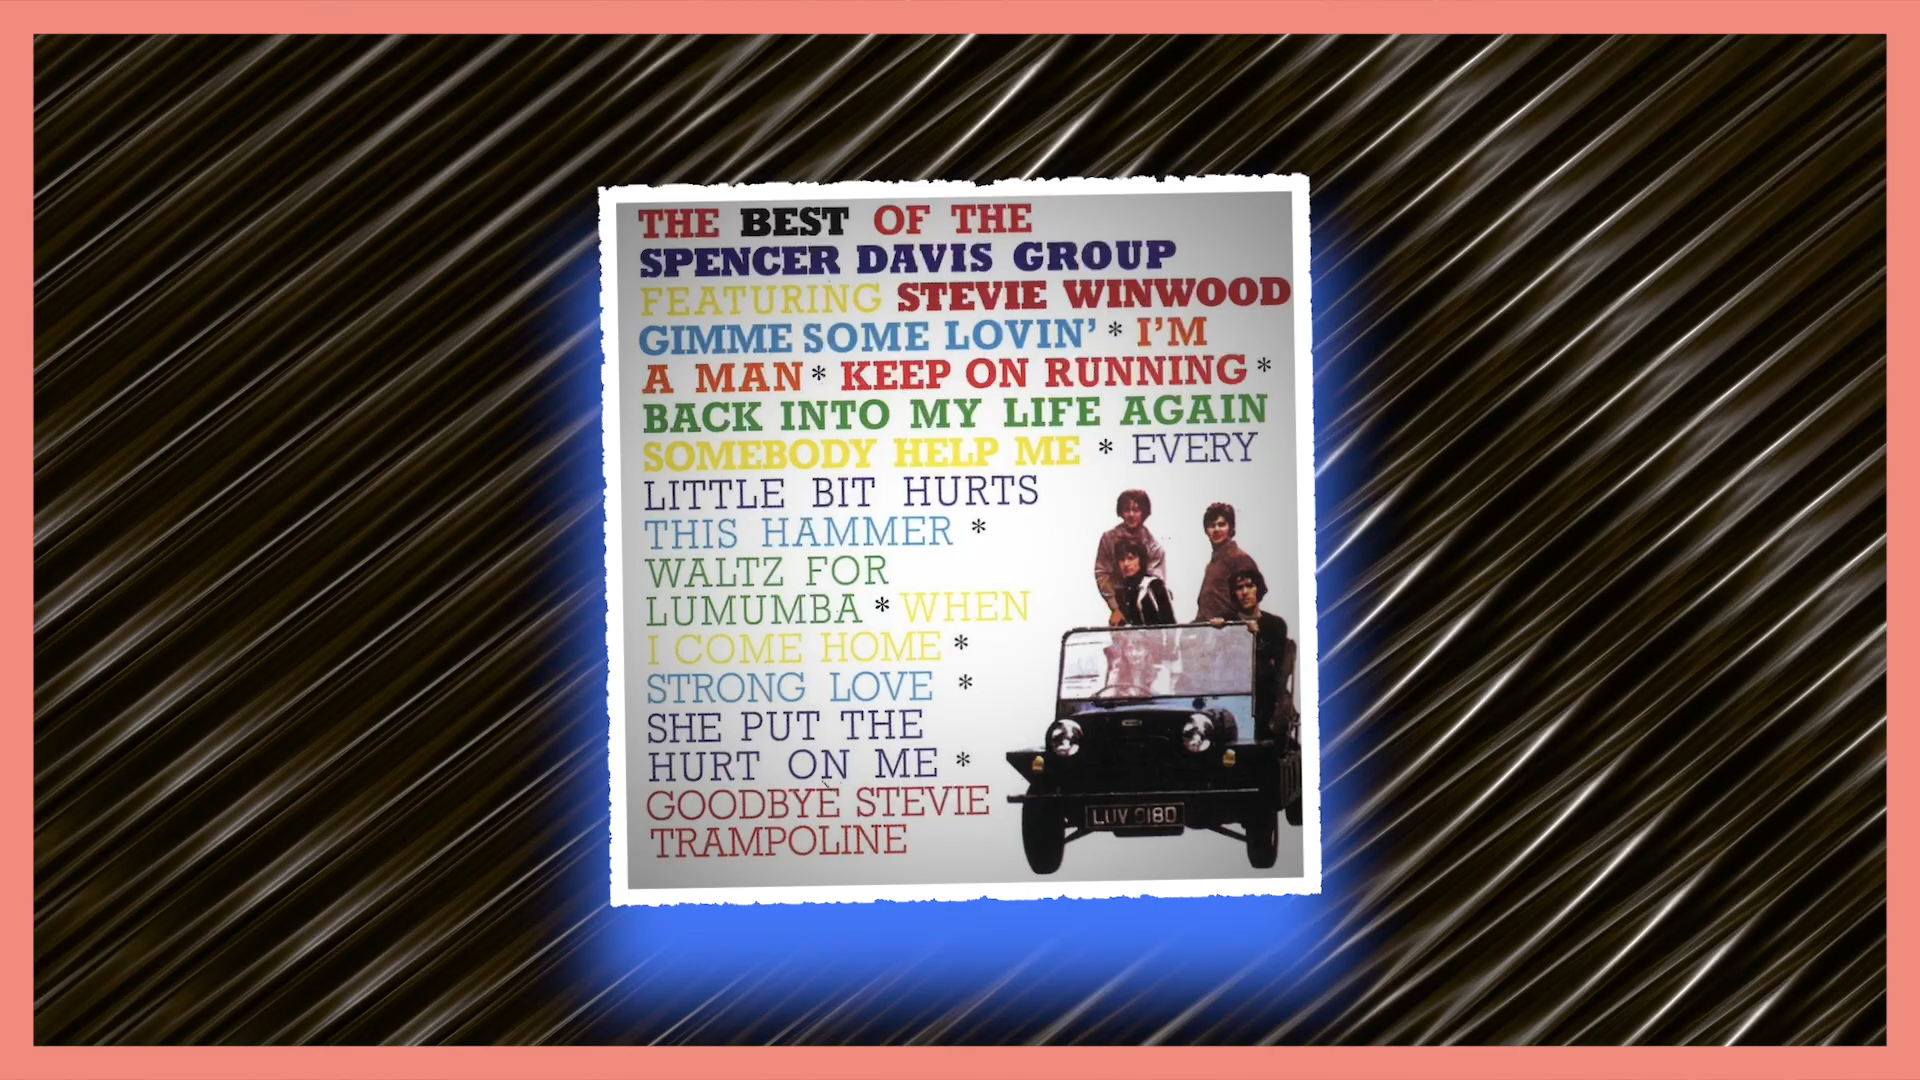 THE BEST OF THE
SPENCER DAVIS GROUP
FEATURING STEVIE WINWOOD
GIMME SOME LOVIN' * I'M
A MAN * KEEP ON RUNNING *
BACK INTO MY LIFE AGAIN
SOMEBODY HELP ME * EVERY
LITTLE BIT HURTS
THIS HAMMER *
WALTZ FOR
LUMUMBA * WHEN
I COME HOME *
STRONG LOVE *
SHE PUT THE
HURT ON ME *
GOODBYE STEVIE
TRAMPOLINE
LUV 918D